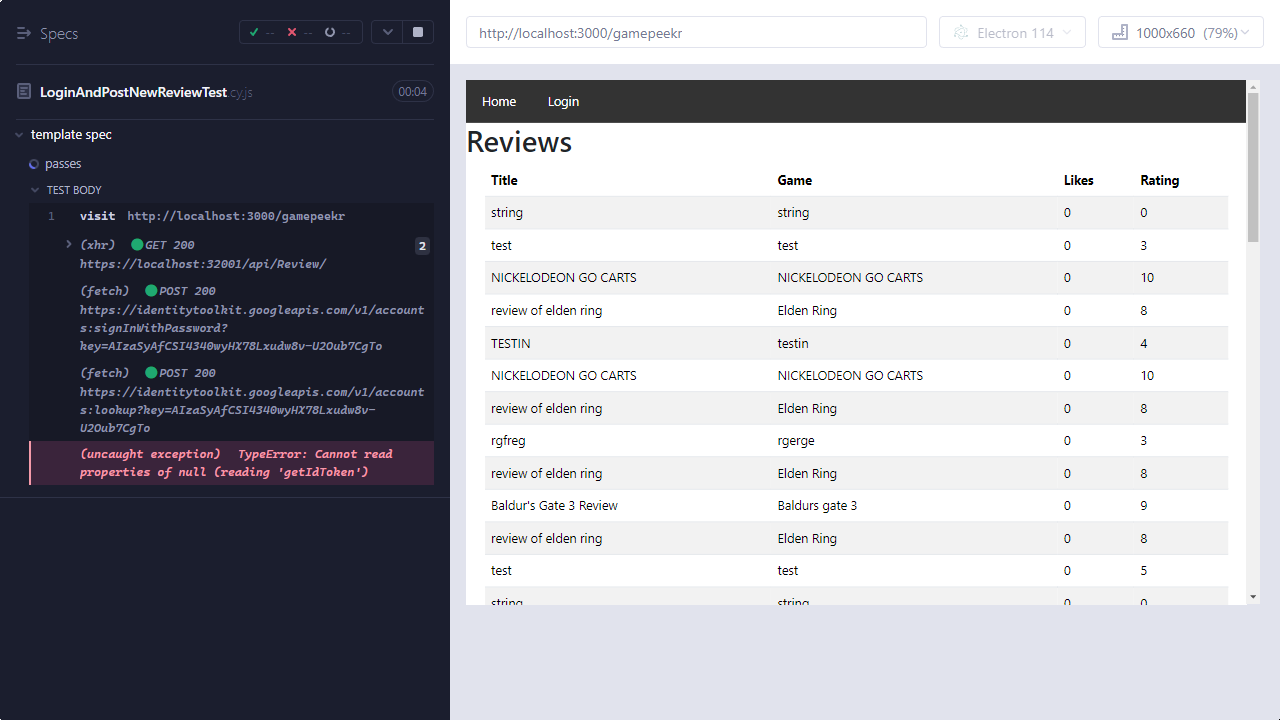 Specs
-- -- --
LoginAndPostNewReviewTest.cy.js 00:04
template spec
passes
TEST BODY
1 visit http://localhost:3000/gamepeekr
(xhr) GET 200 2
https://localhost:32001/api/Review/
(fetch) POST 200
https://identitytoolkit.googleapis.com/v1/account
s:signInWithPassword?
key=AIzaSyAfCSI4340wyHX78Lxudw8v-U2Oub7CgTo
(fetch) POST 200
https://identitytoolkit.googleapis.com/v1/account
s:lookup?key=AIzaSyAfCSI4340wyHX78Lxudw8v-
U2Oub7CgTo
(uncaught exception) TypeError: Cannot read
properties of null (reading 'getIdToken')
http://localhost:3000/gamepeekr Electron 114 1000x660 (79%)
Home Login
Reviews
Title Game Likes Rating
string string 0 0
test test 0 3
NICKELODEON GO CARTS NICKELODEON GO CARTS 0 10
review of elden ring Elden Ring 0 8
TESTIN testin 0 4
NICKELODEON GO CARTS NICKELODEON GO CARTS 0 10
review of elden ring Elden Ring 0 8
rgfreg rgerge 0 3
review of elden ring Elden Ring 0 8
Baldur's Gate 3 Review Baldurs gate 3 0 9
review of elden ring Elden Ring 0 8
test test 0 5
string string 0 0